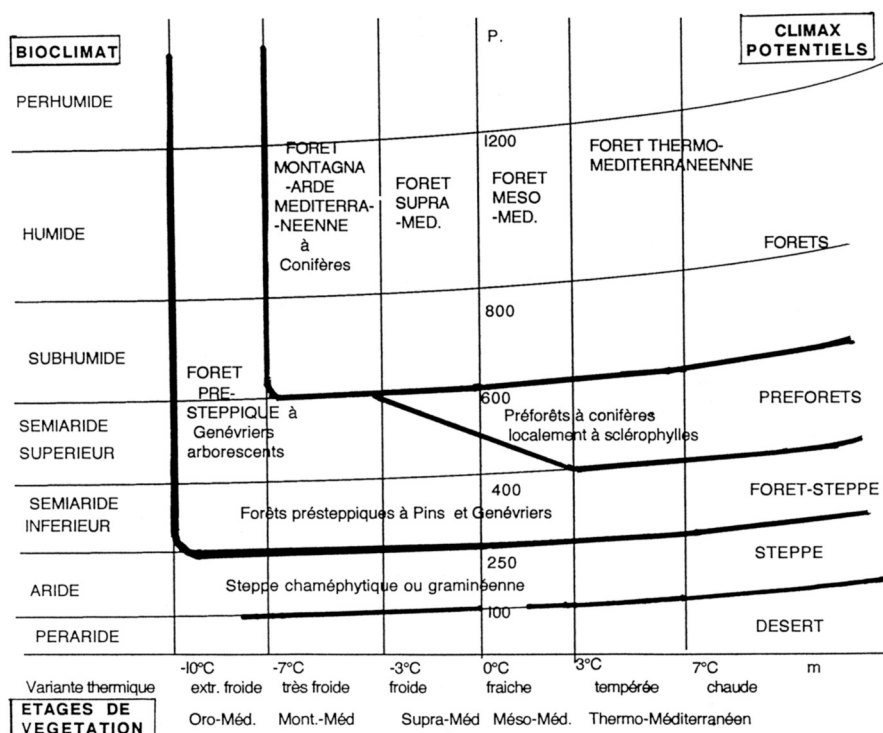 BIOCLIMAT
P.
CLIMAX
POTENTIELS
PERHUMIDE
1200
FORET
MONTAGNA
-ARDE
MEDITERRA-
-NEENNE
à
Conifères
FORET
SUPRA
-MED.
FORET
MESO
-MED.
FORET THERMO-
MEDITERRANEENNE
HUMIDE
FORETS
800
SUBHUMIDE
FORET
PRE-
STEPPIQUE à
Genévriers
arborescents
600
Préforêts à conifères
localement à sclérophylles
PREFORETS
SEMIARIDE
SUPERIEUR
400
SEMIARIDE
INFERIEUR
Forêts présteppiques à Pins et Genévriers
FORET-STEPPE
250
STEPPE
ARIDE
Steppe chaméphytique ou graminéenne
100
PERARIDE
DESERT
-10°C -7°C -3°C 0°C 3°C 7°C m
Variante thermique extr. froide très froide froide fraiche tempérée chaude
ETAGES DE
VEGETATION
Oro-Méd. Mont.-Méd Supra-Méd Méso-Méd. Thermo-Méditerranéen